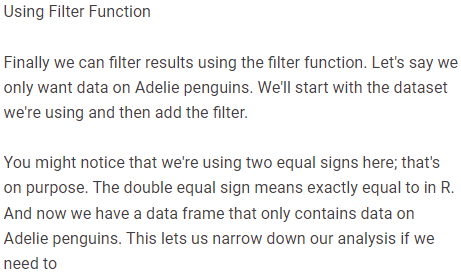 Using Filter Function
Finally we can filter results using the filter function. Let's say we
only want data on Adelie penguins. We'll start with the dataset
we're using and then add the filter.
You might notice that we're using two equal signs here; that's
on purpose. The double equal sign means exactly equal to in R.
And now we have a data frame that only contains data on
Adelie penguins. This lets us narrow down our analysis if we
need to